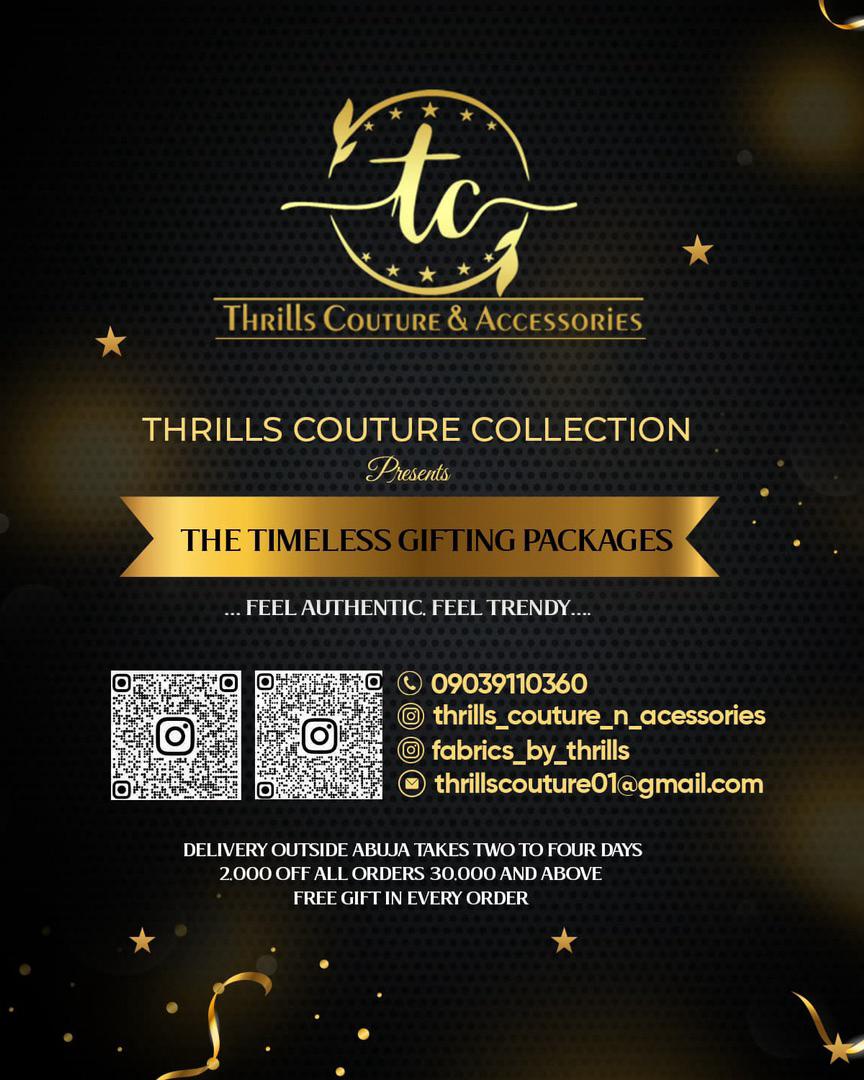 tc
Thrills Couture & Accessories
THRILLS COUTURE COLLECTION
Presents
THE TIMELESS GIFTING PACKAGES
... FEEL AUTHENTIC. FEEL TRENDY....
09039110360
thrills_couture_n_acessories
fabrics_by_thrills
thrillscouture01@gmail.com
DELIVERY OUTSIDE ABUJA TAKES TWO TO FOUR DAYS
2,000 OFF ALL ORDERS 30,000 AND ABOVE
FREE GIFT IN EVERY ORDER